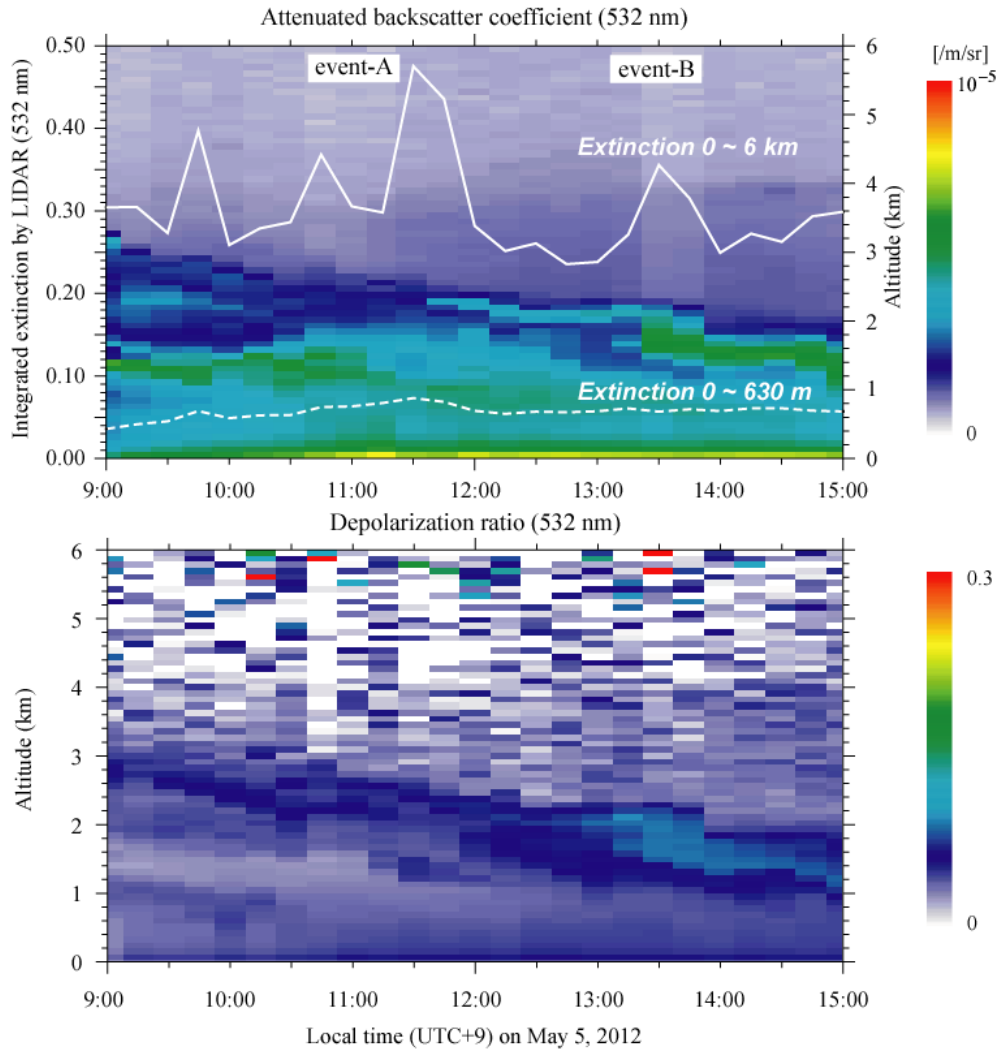 Attenuated backscatter coefficient (532 nm)
[/m/sr]
0.50
0.40
0.30
0.20
0.10
0.00
Integrated extinction by LIDAR (532 nm)
event-A
event-B
Extinction 0 ~ 6 km
Extinction 0 ~ 630 m
6
5
4
3
2
1
0
Altitude (km)
10⁻⁵
0
9:00 10:00 11:00 12:00 13:00 14:00 15:00
Depolarization ratio (532 nm)
6
5
4
3
2
1
0
Altitude (km)
0.3
0
9:00 10:00 11:00 12:00 13:00 14:00 15:00
Local time (UTC+9) on May 5, 2012